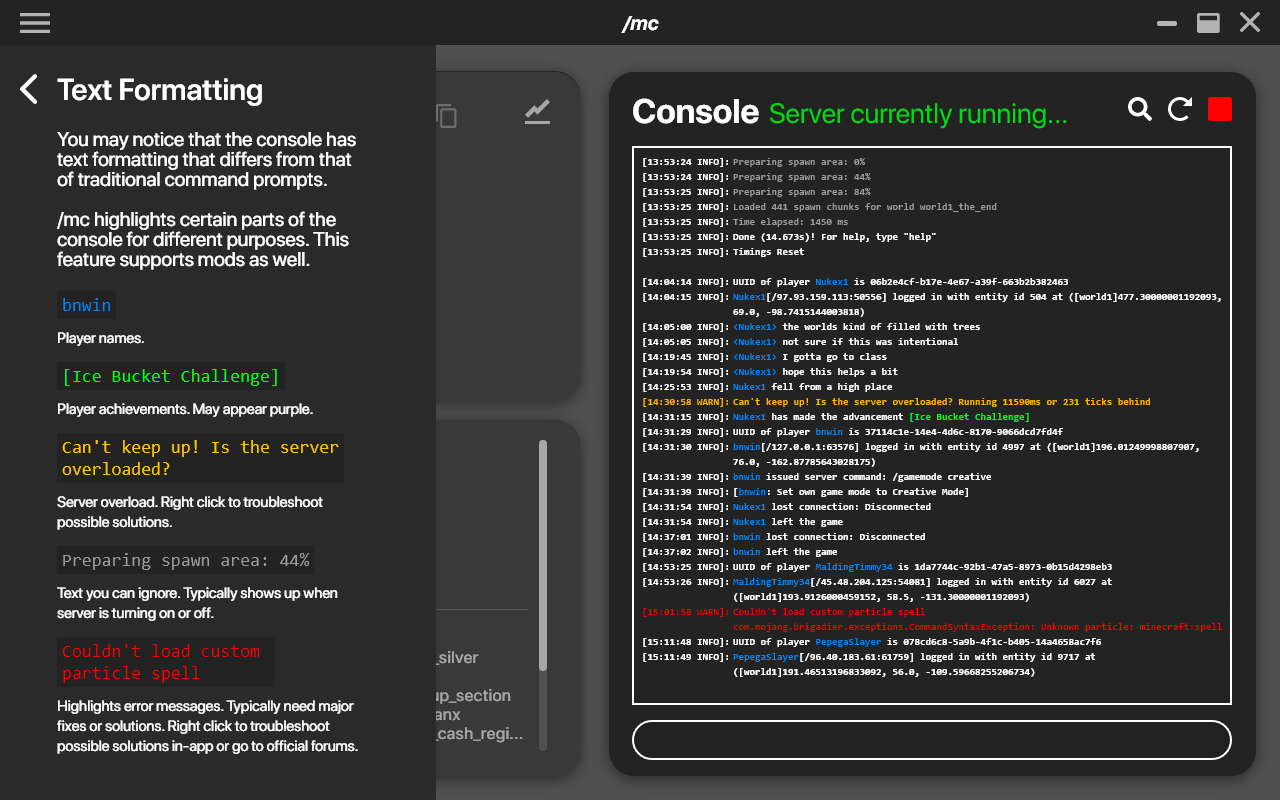 /mc
Text Formatting
You may notice that the console has
text formatting that differs from that
of traditional command prompts.
/mc highlights certain parts of the
console for different purposes. This
feature supports mods as well.
bnwin
Player names.
[Ice Bucket Challenge]
Player achievements. May appear purple.
Can't keep up! Is the server
overloaded?
Server overload. Right click to troubleshoot
possible solutions.
Preparing spawn area: 44%
Text you can ignore. Typically shows up when
server is turning on or off.
Couldn't load custom
particle spell
Highlights error messages. Typically need major
fixes or solutions. Right click to troubleshoot
possible solutions in-app or go to official forums.
_silver
up_section
anx
_cash_regi...
Console Server currently running...
[13:53:24 INFO]: Preparing spawn area: 0%
[13:53:24 INFO]: Preparing spawn area: 44%
[13:53:25 INFO]: Preparing spawn area: 84%
[13:53:25 INFO]: Loaded 441 spawn chunks for world world1_the_end
[13:53:25 INFO]: Time elapsed: 1450 ms
[13:53:25 INFO]: Done (14.673s)! For help, type "help"
[13:53:25 INFO]: Timings Reset
[14:04:14 INFO]: UUID of player Nukex1 is 06b2e4cf-b17e-4e67-a39f-663b2b382463
[14:04:15 INFO]: Nukex1[/97.93.159.113:50556] logged in with entity id 504 at ([world1]477.30000001192093,
69.0, -98.7415144003818)
[14:05:00 INFO]: <Nukex1> the worlds kind of filled with trees
[14:05:05 INFO]: <Nukex1> not sure if this was intentional
[14:19:45 INFO]: <Nukex1> I gotta go to class
[14:19:54 INFO]: <Nukex1> hope this helps a bit
[14:25:53 INFO]: Nukex1 fell from a high place
[14:30:58 WARN]: Can't keep up! Is the server overloaded? Running 11590ms or 231 ticks behind
[14:31:15 INFO]: Nukex1 has made the advancement [Ice Bucket Challenge]
[14:31:29 INFO]: UUID of player bnwin is 37114c1e-14e4-4d6c-8170-9066dcd7fd4f
[14:31:30 INFO]: bnwin[/127.0.0.1:63576] logged in with entity id 4997 at ([world1]196.01249998807907,
76.0, -162.87785643028175)
[14:31:39 INFO]: bnwin issued server command: /gamemode creative
[14:31:39 INFO]: [bnwin: Set own game mode to Creative Mode]
[14:31:54 INFO]: Nukex1 lost connection: Disconnected
[14:31:54 INFO]: Nukex1 left the game
[14:37:01 INFO]: bnwin lost connection: Disconnected
[14:37:02 INFO]: bnwin left the game
[14:53:25 INFO]: UUID of player MaldingTimmy34 is 1da7744c-92b1-47a5-8973-0b15d4298eb3
[14:53:26 INFO]: MaldingTimmy34[/45.48.204.125:54081] logged in with entity id 6027 at
([world1]193.9126000459152, 58.5, -131.30000001192093)
[15:01:58 WARN]: Couldn't load custom particle spell
com.mojang.brigadier.exceptions.CommandSyntaxException: Unknown particle: minecraft:spell
[15:11:48 INFO]: UUID of player PepegaSlayer is 078cd6c8-5a9b-4f1c-b405-14a4658ac7f6
[15:11:49 INFO]: PepegaSlayer[/96.40.183.61:61759] logged in with entity id 9717 at
([world1]191.46513196833092, 56.0, -109.59668255206734)